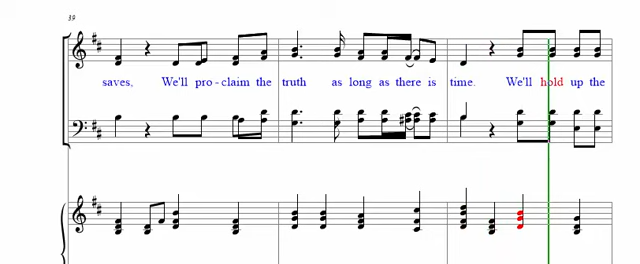 39
saves, We'll pro-claim the truth as long as there is time. We'll hold up the